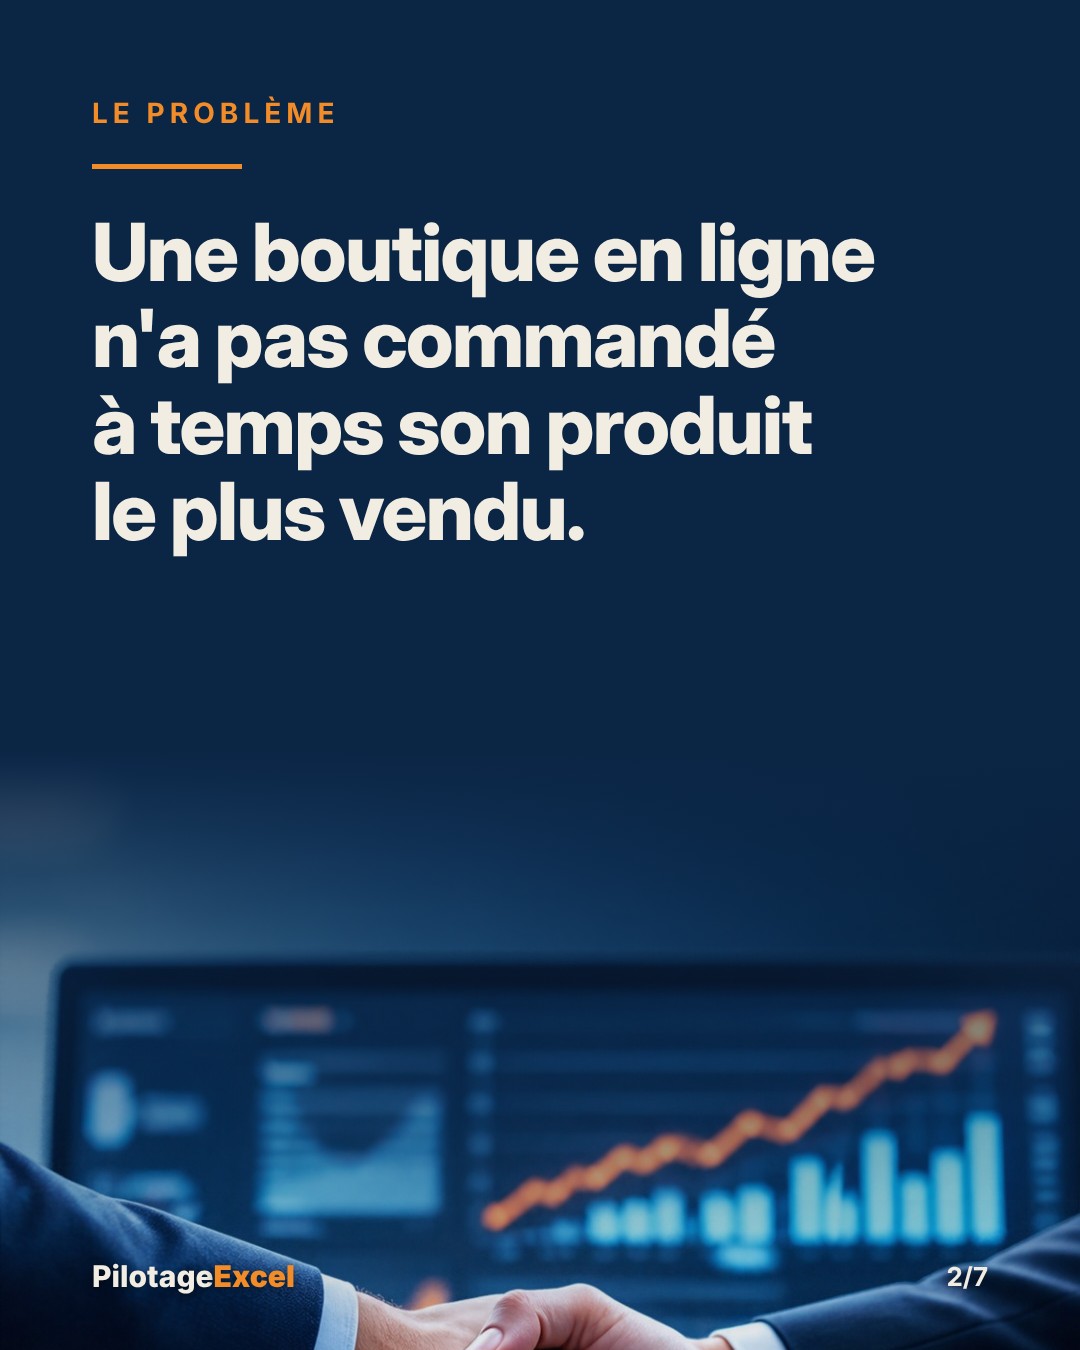 LE PROBLÈME
Une boutique en ligne
n'a pas commandé
à temps son produit
le plus vendu.
PilotageExcel
2/7